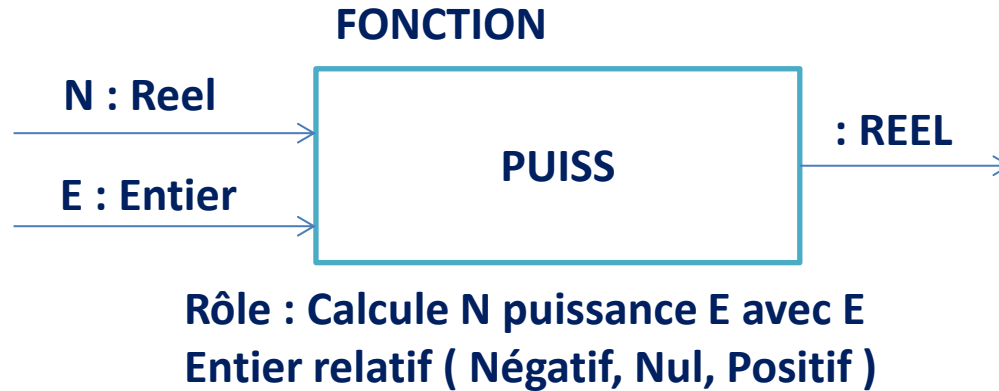 FONCTION
N : Reel
: REEL
PUISS
E : Entier
Rôle : Calcule N puissance E avec E
Entier relatif ( Négatif, Nul, Positif )